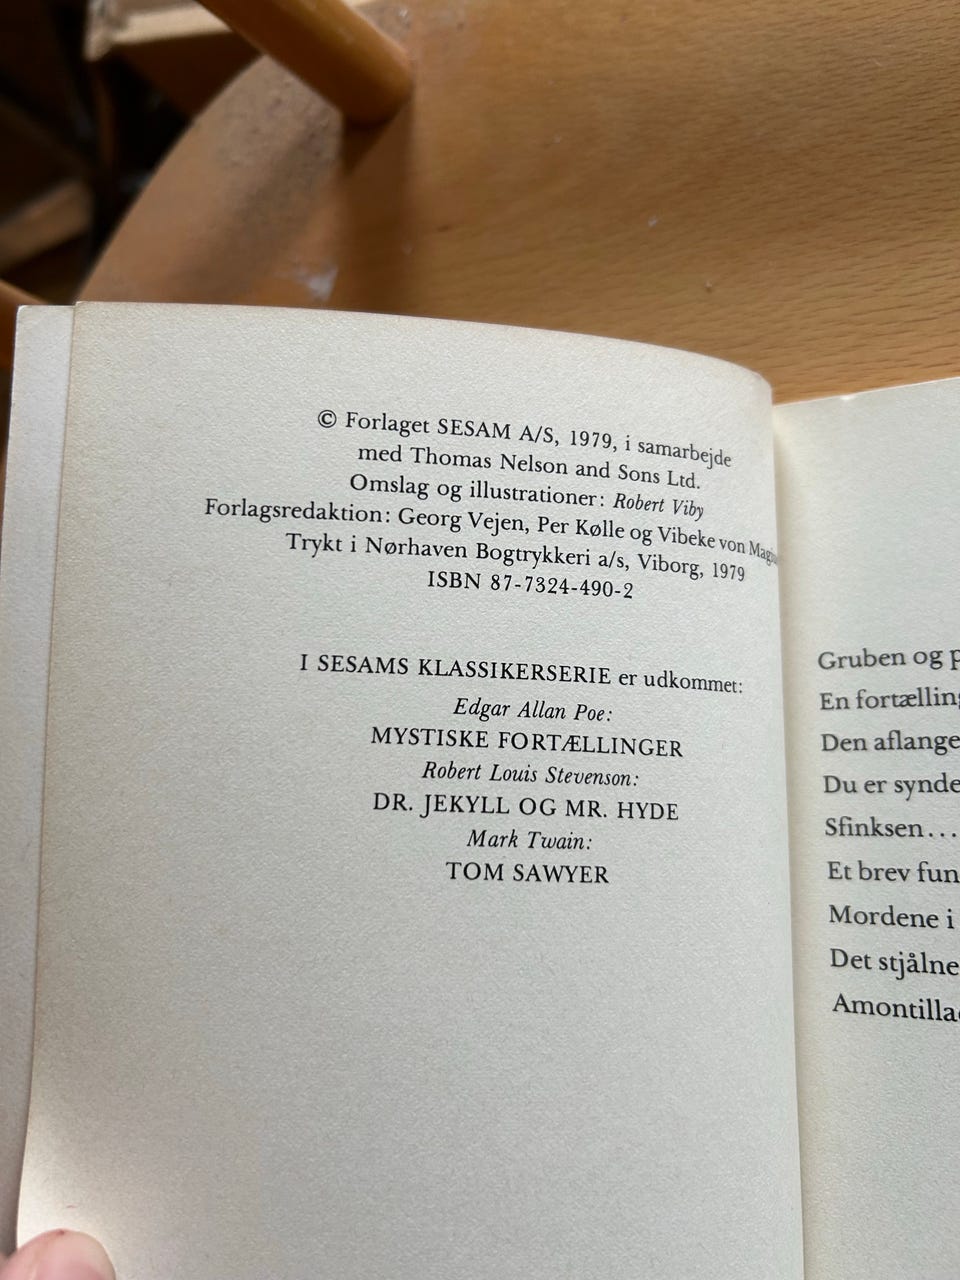 © Forlaget SESAM A/S, 1979, i samarbejde
med Thomas Nelson and Sons Ltd.
Omslag og illustrationer: Robert Viby
Forlagsredaktion: Georg Vejen, Per Kølle og Vibeke von
Trykt i Nørhaven Bogtrykkeri a/s, Viborg, 1979
ISBN 87-7324-490-2
I SESAMS KLASSIKERSERIE er udkommet:
Edgar Allan Poe:
MYSTISKE FORTÆLLINGER
Robert Louis Stevenson:
DR. JEKYLL OG MR. HYDE
Mark Twain:
TOM SAWYER
Gruben og
En
Den aflange
Du er
Sfinksen...
Et brev
Mordene i
Det